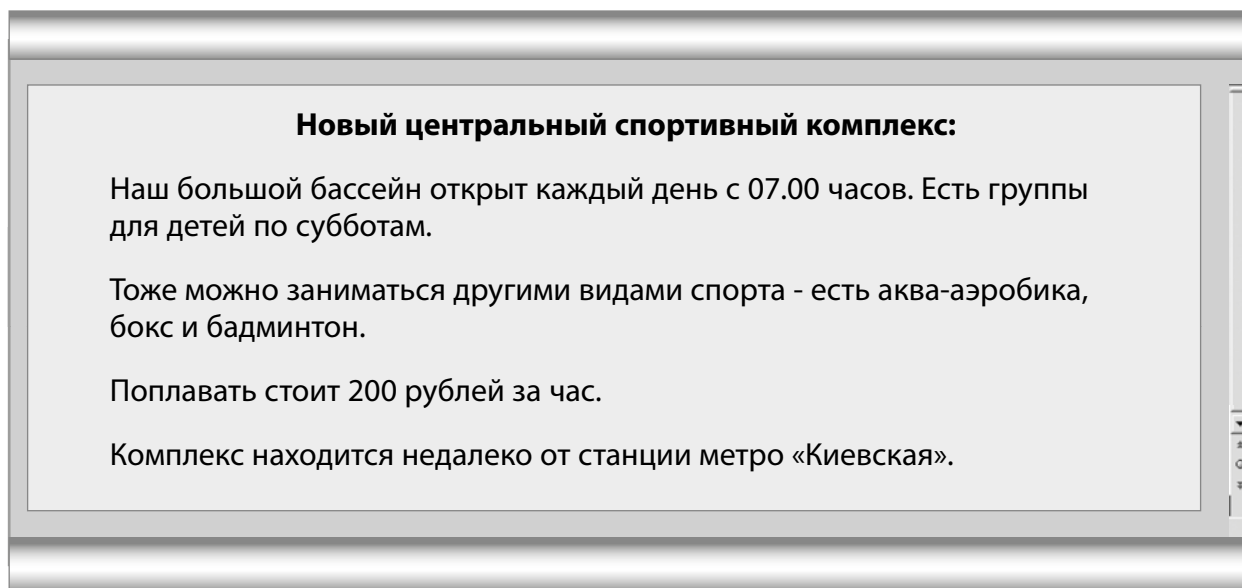 Новый центральный спортивный комплекс:
Наш большой бассейн открыт каждый день с 07.00 часов. Есть группы
для детей по субботам.
Тоже можно заниматься другими видами спорта - есть аква-аэробика,
бокс и бадминтон.
Поплавать стоит 200 рублей за час.
Комплекс находится недалеко от станции метро «Киевская».